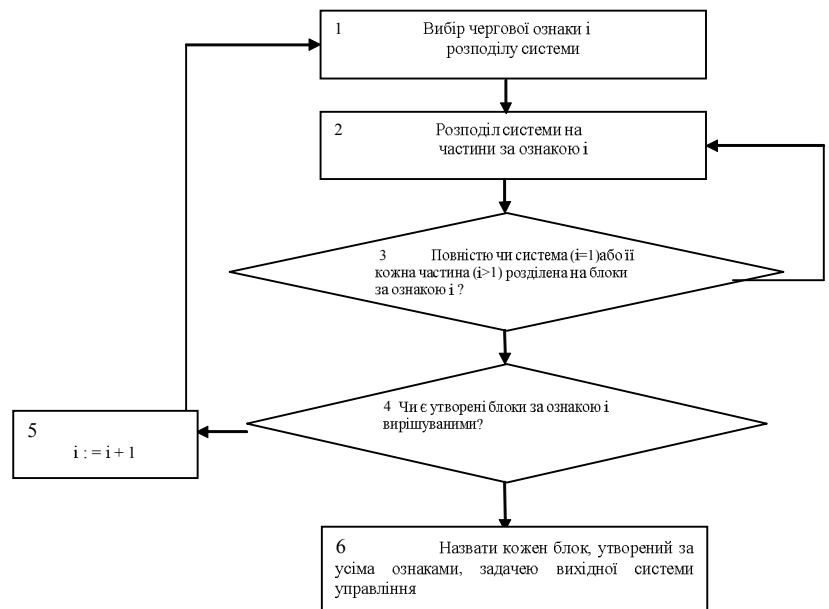 1 Вибір чергової ознаки і
розподілу системи
2 Розподіл системи на
частини за ознакою і
3 Повністю чи система (і=1)або її
кожна частина (і>1) розділена на блоки
за ознакою і ?
4 Чи є утворені блоки за ознакою і
вирішуваними?
5
і : = і + 1
6 Назвати кожен блок, утворений за
усіма ознаками, задачею вихідної системи
управління